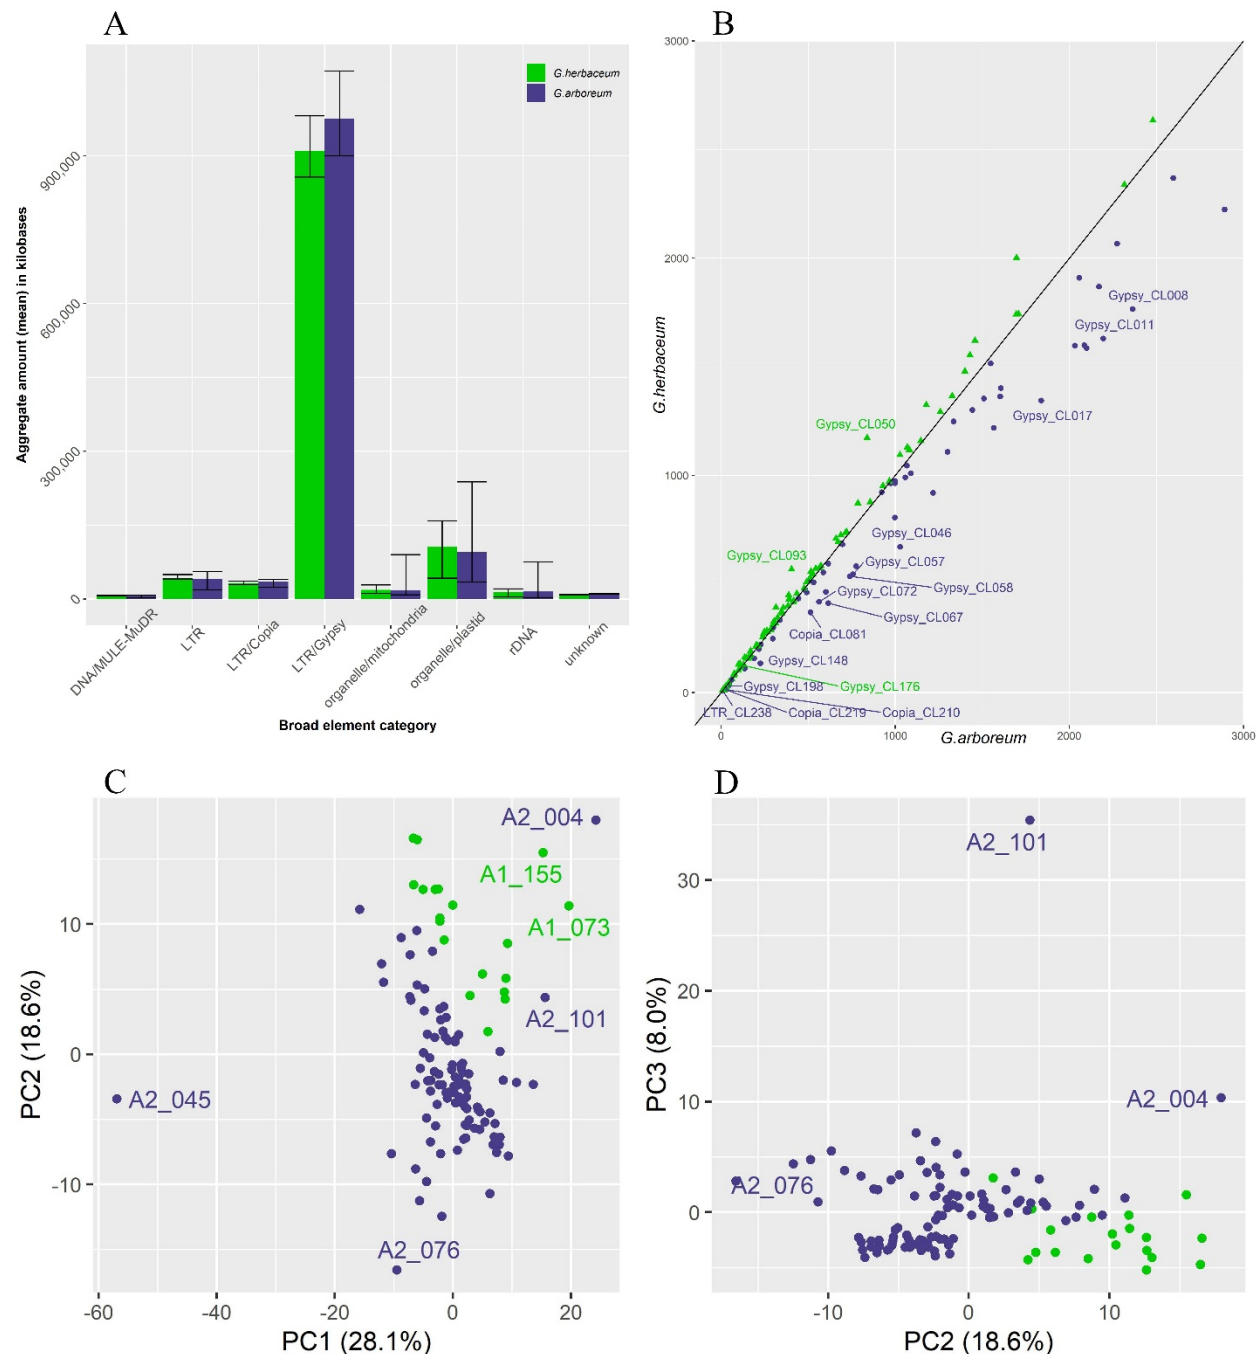 A
G.herbaceum
G.arboreum
Aggregate amount (mean) in kilobases
900,000
600,000
300,000
0
DNA/MULE-MuDR
LTR
LTR/Copia
LTR/Gypsy
organelle/mitochondria
organelle/plastid
rDNA
unknown
Broad element category
B
3000
2000
1000
0
G.herbaceum
Gypsy_CL008
Gypsy_CL011
Gypsy_CL017
Gypsy_CL050
Gypsy_CL046
Gypsy_CL093
Gypsy_CL057
Gypsy_CL058
Gypsy_CL072
Gypsy_CL067
Copia_CL081
Gypsy_CL148
Gypsy_CL198
Gypsy_CL176
LTR_CL238
Copia_CL219
Copia_CL210
0
1000
2000
3000
G.arboreum
C
A2_004
A1_155
A1_073
A2_101
A2_045
A2_076
10
0
-10
PC2 (18.6%)
-60
-40
-20
0
20
PC1 (28.1%)
D
A2_101
A2_004
A2_076
30
20
10
0
PC3 (8.0%)
-10
0
10
PC2 (18.6%)